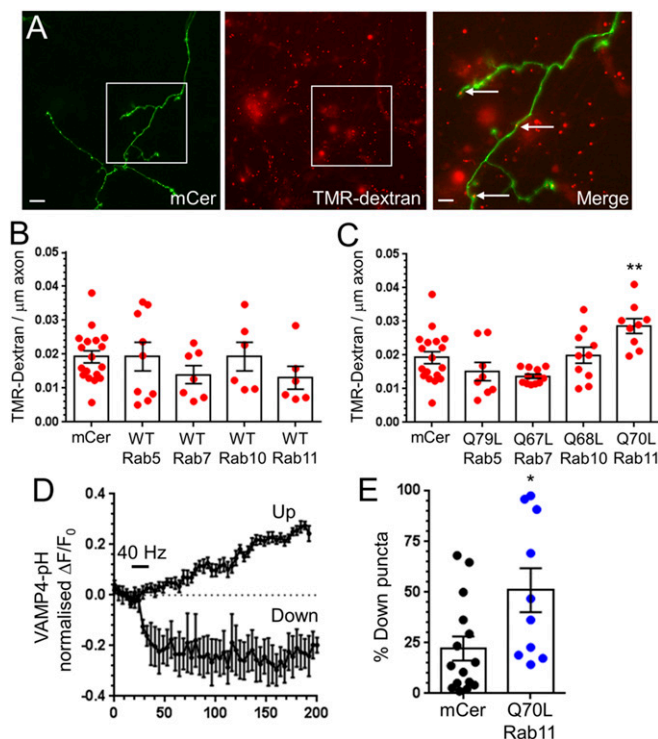 A
mCer
TMR-dextran
Merge
B
TMR-Dextran / μm axon
0.05
0.04
0.03
0.02
0.01
0.00
mCer
WT Rab5
WT Rab7
WT Rab10
WT Rab11
C
TMR-Dextran / μm axon
0.05
0.04
0.03
0.02
0.01
0.00
**
mCer
Q79L Rab5
Q67L Rab7
Q68L Rab10
Q70L Rab11
D
VAMP4-pH
normalised ΔF/F0
0.4
0.2
0.0
-0.2
-0.4
40 Hz
Up
Down
0
50
100
150
200
E
% Down puncta
100
75
50
25
0
*
mCer
Q70L
Rab11